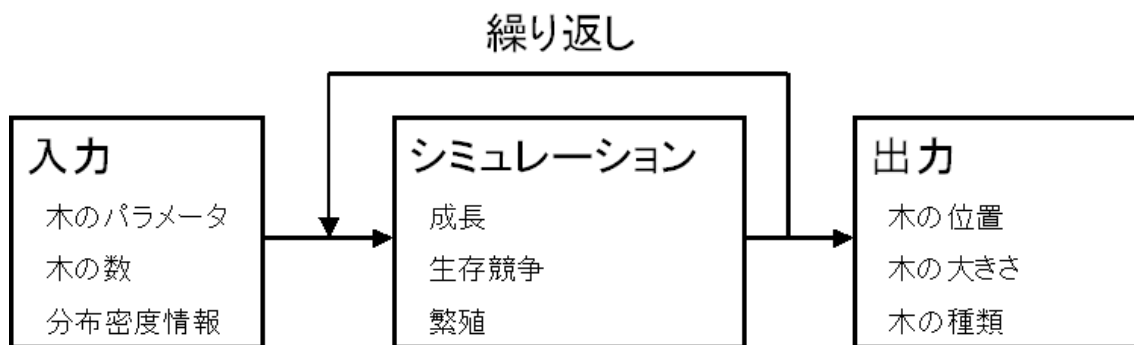 繰り返し
入力
木のパラメータ
木の数
分布密度情報
シミュレーション
成長
生存競争
繁殖
出力
木の位置
木の大きさ
木の種類